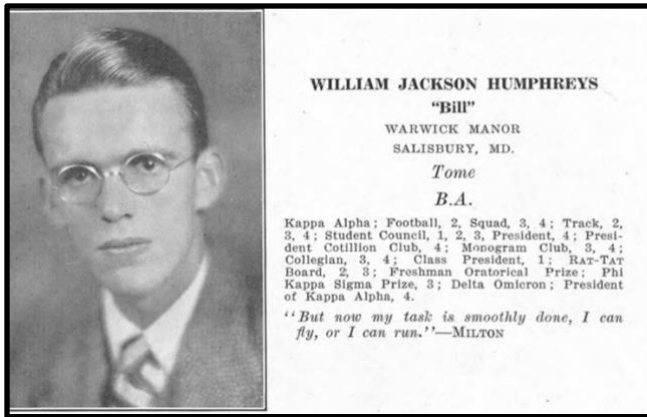 WILLIAM JACKSON HUMPHREYS
"Bill"
WARWICK MANOR
SALISBURY, MD.
Tome
B.A.
Kappa Alpha; Football, 2, Squad, 3, 4; Track, 2,
3, 4; Student Council, 1, 2, 3, President, 4; Presi-
dent Cotillion Club, 4; Monogram Club, 3, 4;
Collegian, 3, 4; Class President, 1; RAT-TAT
Board, 2, 3; Freshman Oratorical Prize; Phi
Kappa Sigma Prize, 3; Delta Omicron; President
of Kappa Alpha, 4.
"But now my task is smoothly done, I can
fly, or I can run."—MILTON